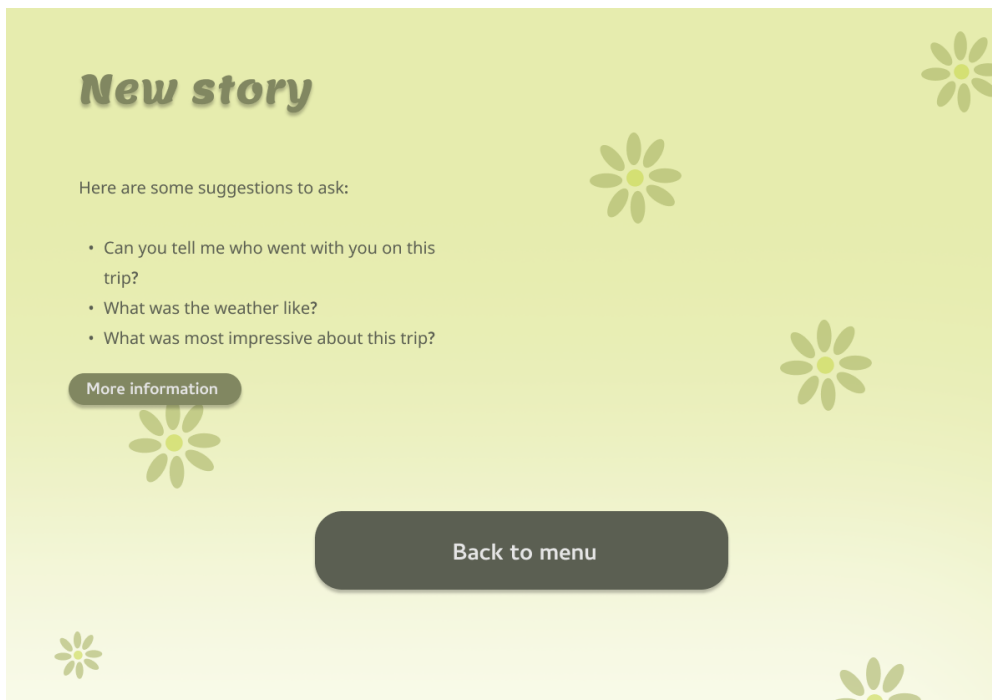 New story
Here are some suggestions to ask:
• Can you tell me who went with you on this
trip?
• What was the weather like?
• What was most impressive about this trip?
More information
Back to menu